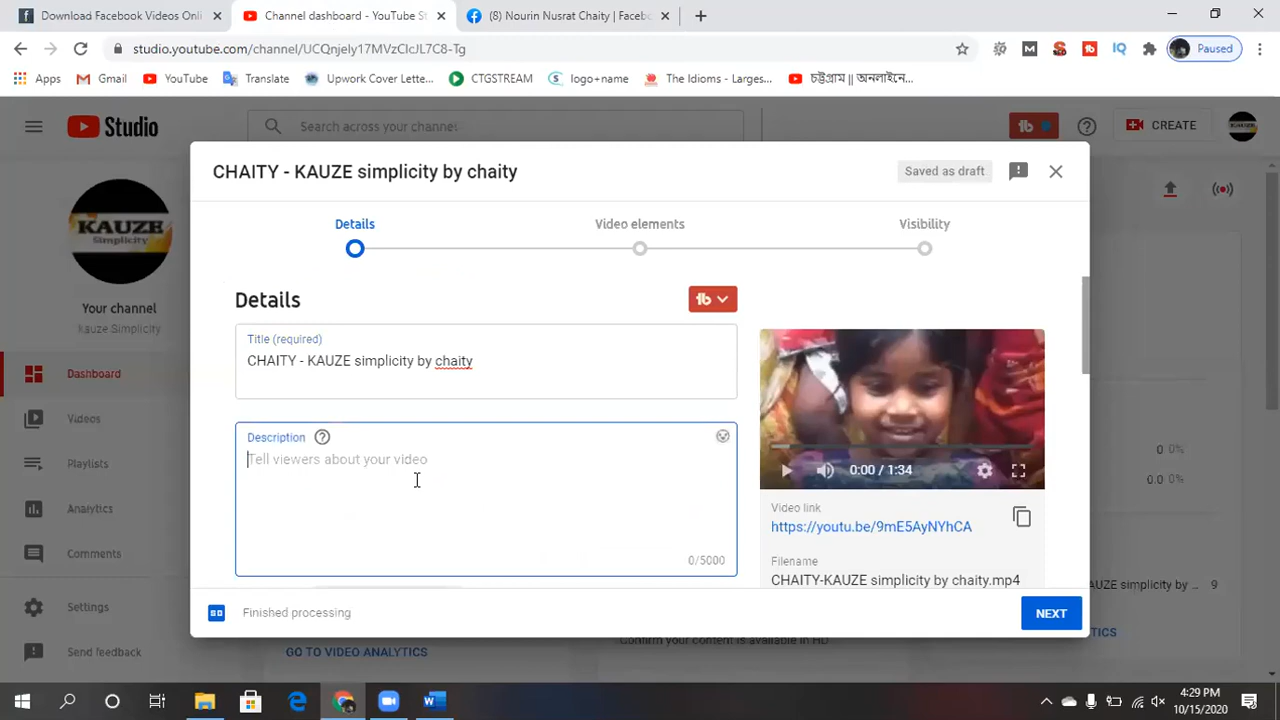 Download Facebook Videos Onl
Channel dashboard - YouTube S
(8) Nourin Nusrat Chaity | Faceb
studio.youtube.com/channel/UCQnjely17MVzCIcJL7C8-Tg
Paused
Apps
Gmail
YouTube
Translate
Upwork Cover Lette...
CTGSTREAM
logo+name
The Idioms - Larges...
চট্টগ্রাম || অনলাইনে...
Studio
Search across your channel
CREATE
KAUZE
Simplicity
Your channel
kauze Simplicity
Dashboard
Videos
Playlists
Analytics
Comments
Settings
Send feedback
CHAITY - KAUZE simplicity by chaity
Saved as draft
Details
Video elements
Visibility
Details
Title (required)
CHAITY - KAUZE simplicity by chaity
Description
Tell viewers about your video
0/5000
0:00 / 1:34
Video link
https://youtu.be/9mE5AyNYhCA
Filename
CHAITY-KAUZE simplicity by chaity.mp4
SD
Finished processing
NEXT
0 %
0.0 %
AUZE simplicity by ...
9
Confirm your content is available in HD
GO TO VIDEO ANALYTICS
TICS
4:29 PM
10/15/2020